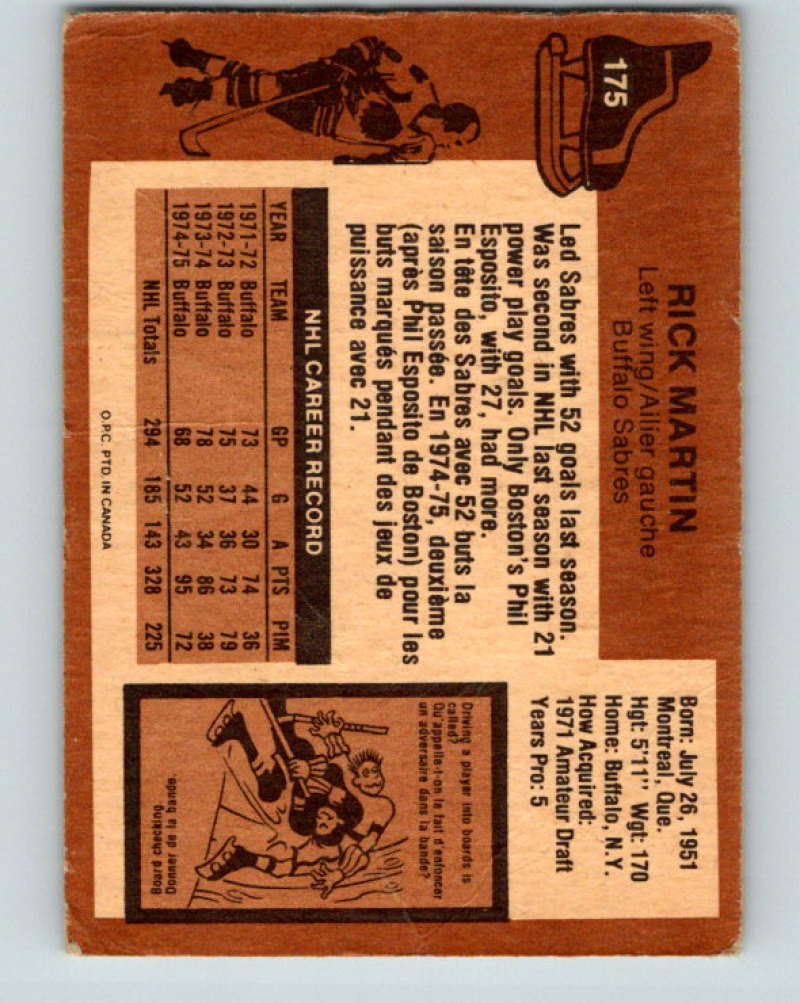 175
RICK MARTIN
Left wing/Ailier gauche
Buffalo Sabres
Born: July 26, 1951
Montreal, Que.
Hgt: 5'11" Wgt: 170
Home: Buffalo, N.Y.
How Acquired:
1971 Amateur Draft
Years Pro: 5
Led Sabres with 52 goals last season.
Was second in NHL last season with 21
power play goals. Only Boston's Phil
Esposito, with 27, had more.
En tête des Sabres avec 52 buts la
saison passée. En 1974-75, deuxième
(après Phil Esposito de Boston) pour les
buts marqués pendant des jeux de
puissance avec 21.
NHL CAREER RECORD
YEAR TEAM GP G A PTS PIM
1971-72 Buffalo 73 44 30 74 36
1972-73 Buffalo 75 37 36 73 79
1973-74 Buffalo 78 52 34 86 38
1974-75 Buffalo 68 52 43 95 72
NHL Totals 294 185 143 328 225
O.P.C. PTD. IN CANADA
Driving a player into boards is
called?
Qu'appelle-t-on le fait d'enfoncer
un adversaire dans la bande?
Board checking
Donner de la bande.